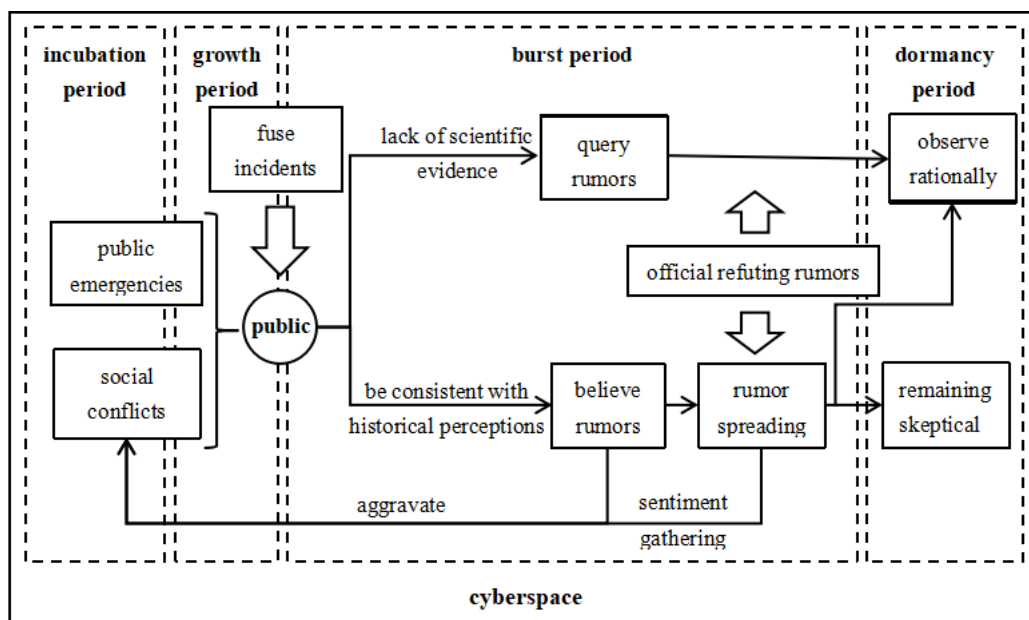 incubation
period
growth
period
burst period
dormancy
period
fuse
incidents
lack of scientific
evidence
query
rumors
observe
rationally
public
emergencies
official refuting rumors
public
social
conflicts
be consistent with
historical perceptions
believe
rumors
rumor
spreading
remaining
skeptical
aggravate
sentiment
gathering
cyberspace